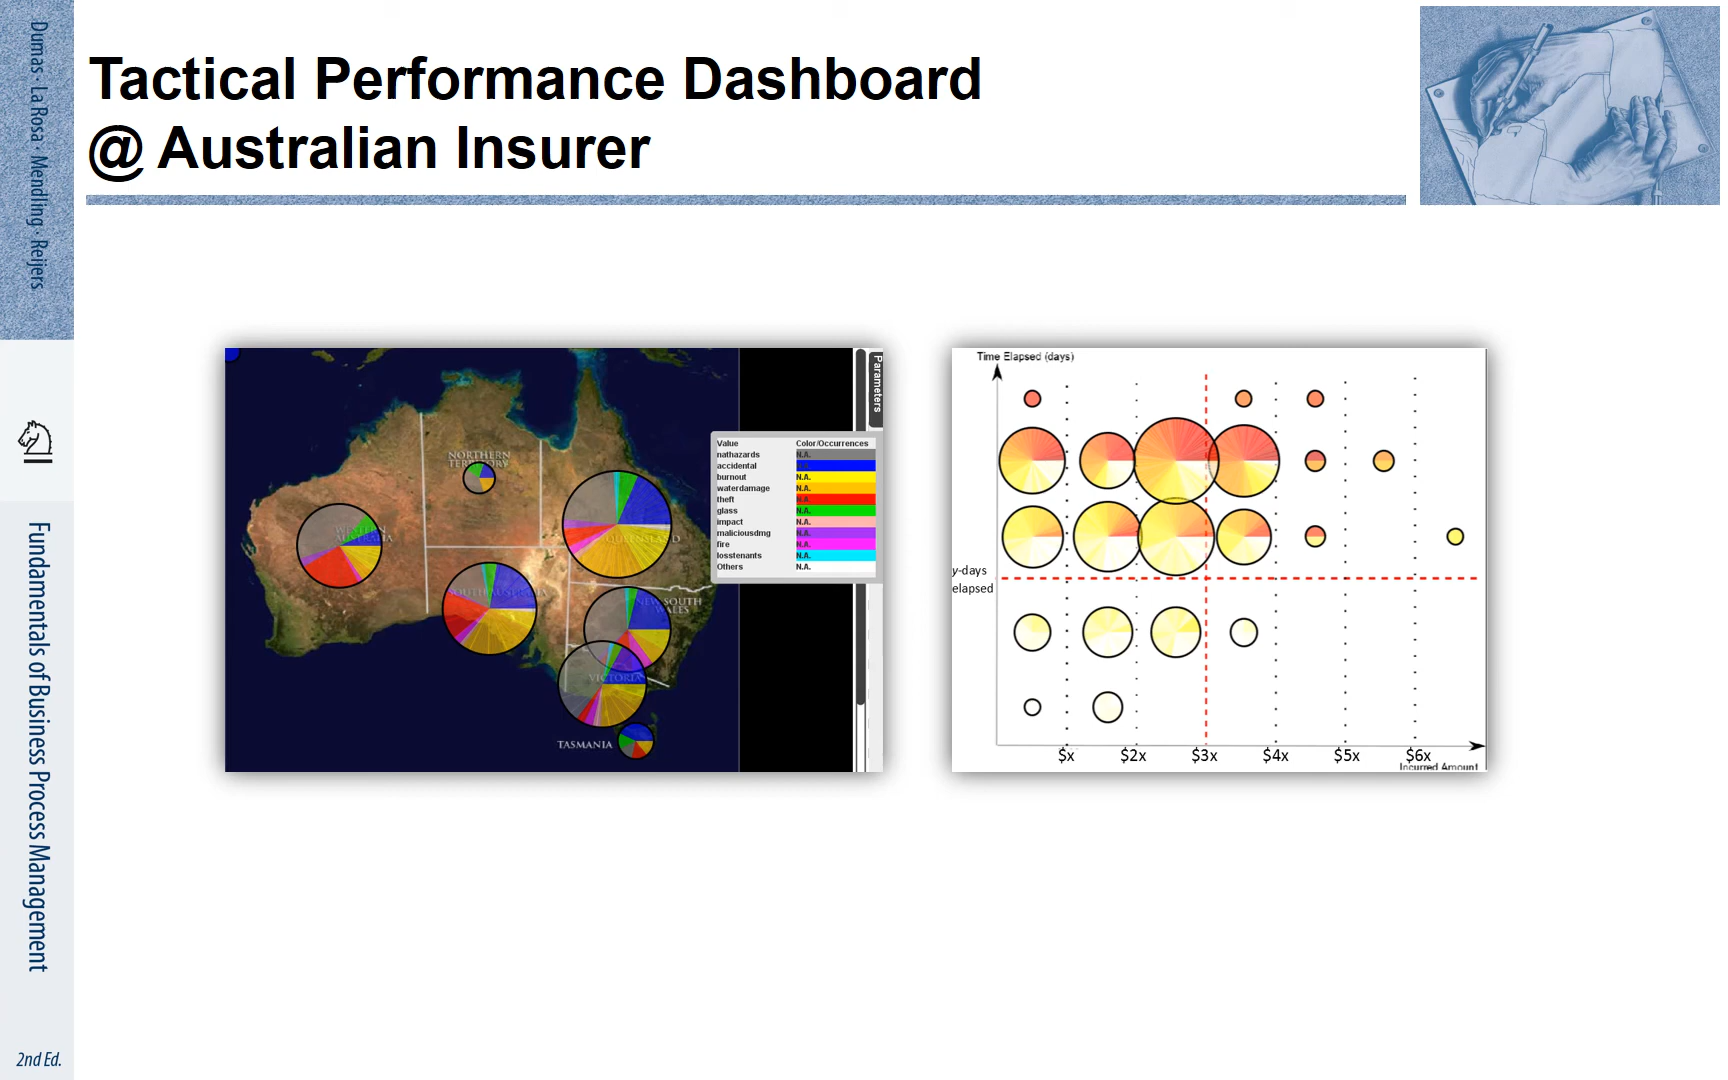 Dumas · La Rosa · Mendling · Reijers
Fundamentals of Business Process Management
2nd Ed.
Tactical Performance Dashboard
@ Australian Insurer
NORTHERN
TERRITORY
WESTERN
AUSTRALIA
QUEENSLAND
SOUTH AUSTRALIA
NEW SOUTH
WALES
VICTORIA
TASMANIA
Parameters
Value Color/Occurrences
nathazards N.A.
accidental N.A.
burnout N.A.
waterdamage N.A.
theft N.A.
glass N.A.
impact N.A.
maliciousdmg N.A.
fire N.A.
losstenants N.A.
Others N.A.
Time Elapsed (days)
y-days
elapsed
$x $2x $3x $4x $5x $6x
Incurred Amount